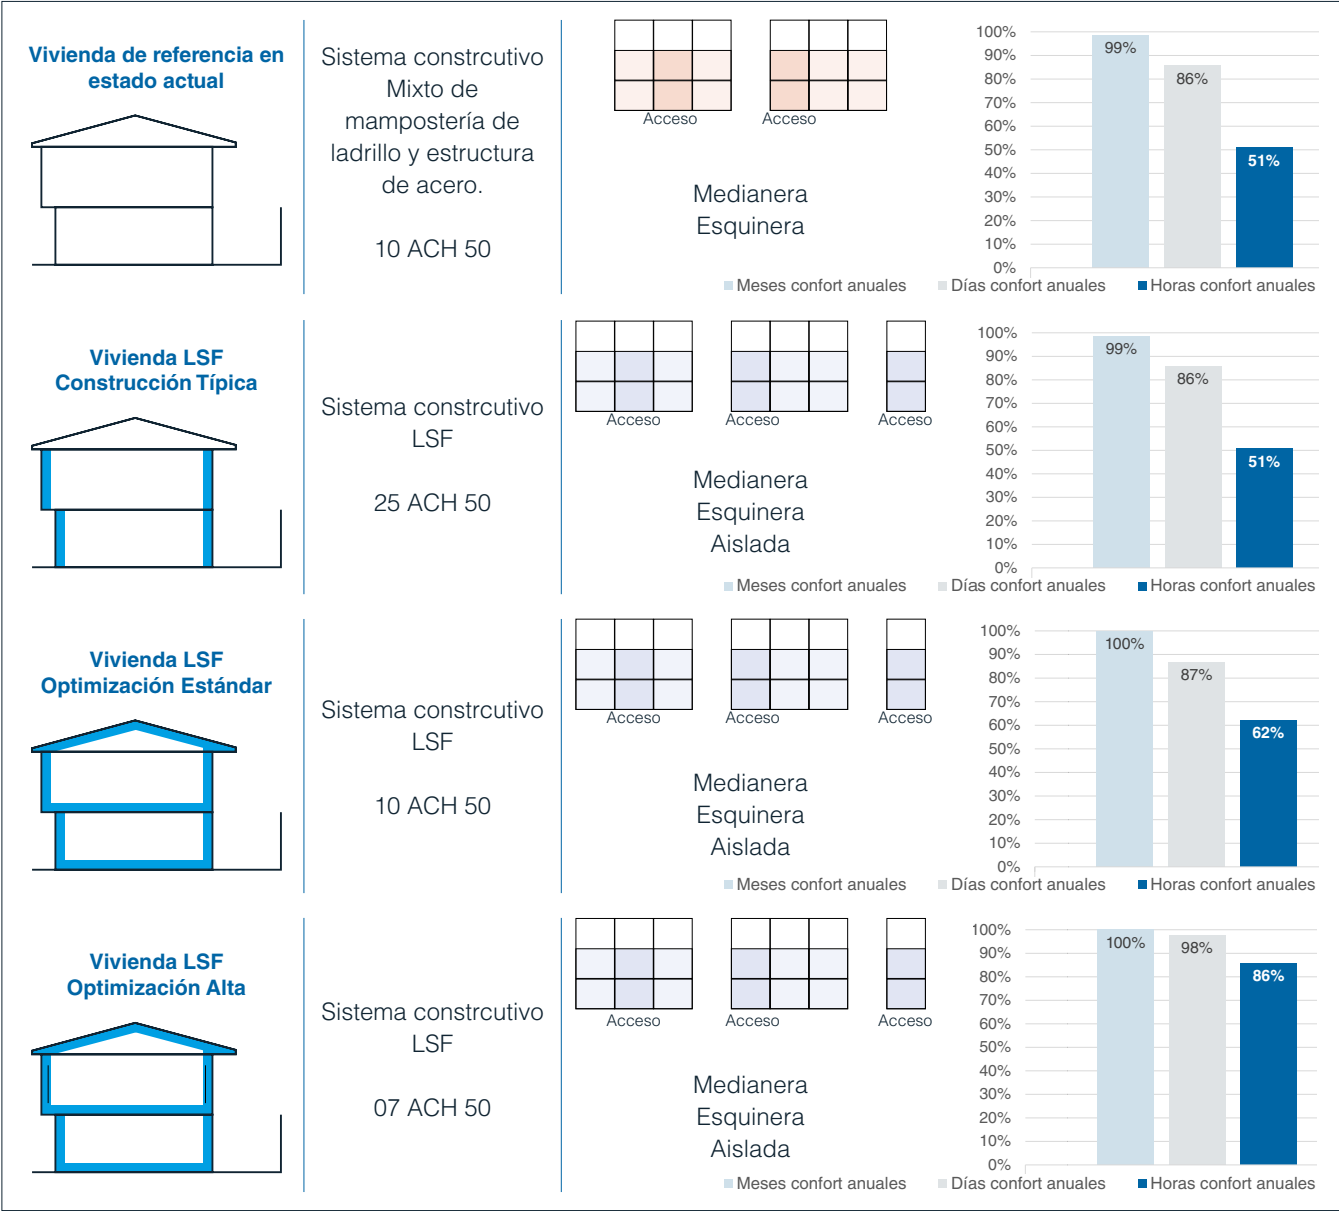 Vivienda de referencia en
estado actual
Sistema constrcutivo
Mixto de
mampostería de
ladrillo y estructura
de acero.
10 ACH 50
Acceso
Acceso
Medianera
Esquinera
100%
90%
80%
70%
60%
50%
40%
30%
20%
10%
0%
99%
86%
51%
Meses confort anuales
Días confort anuales
Horas confort anuales
Vivienda LSF
Construcción Típica
Sistema constrcutivo
LSF
25 ACH 50
Acceso
Acceso
Acceso
Medianera
Esquinera
Aislada
100%
90%
80%
70%
60%
50%
40%
30%
20%
10%
0%
99%
86%
51%
Meses confort anuales
Días confort anuales
Horas confort anuales
Vivienda LSF
Optimización Estándar
Sistema constrcutivo
LSF
10 ACH 50
Acceso
Acceso
Acceso
Medianera
Esquinera
Aislada
100%
90%
80%
70%
60%
50%
40%
30%
20%
10%
0%
100%
87%
62%
Meses confort anuales
Días confort anuales
Horas confort anuales
Vivienda LSF
Optimización Alta
Sistema constrcutivo
LSF
07 ACH 50
Acceso
Acceso
Acceso
Medianera
Esquinera
Aislada
100%
90%
80%
70%
60%
50%
40%
30%
20%
10%
0%
100%
98%
86%
Meses confort anuales
Días confort anuales
Horas confort anuales